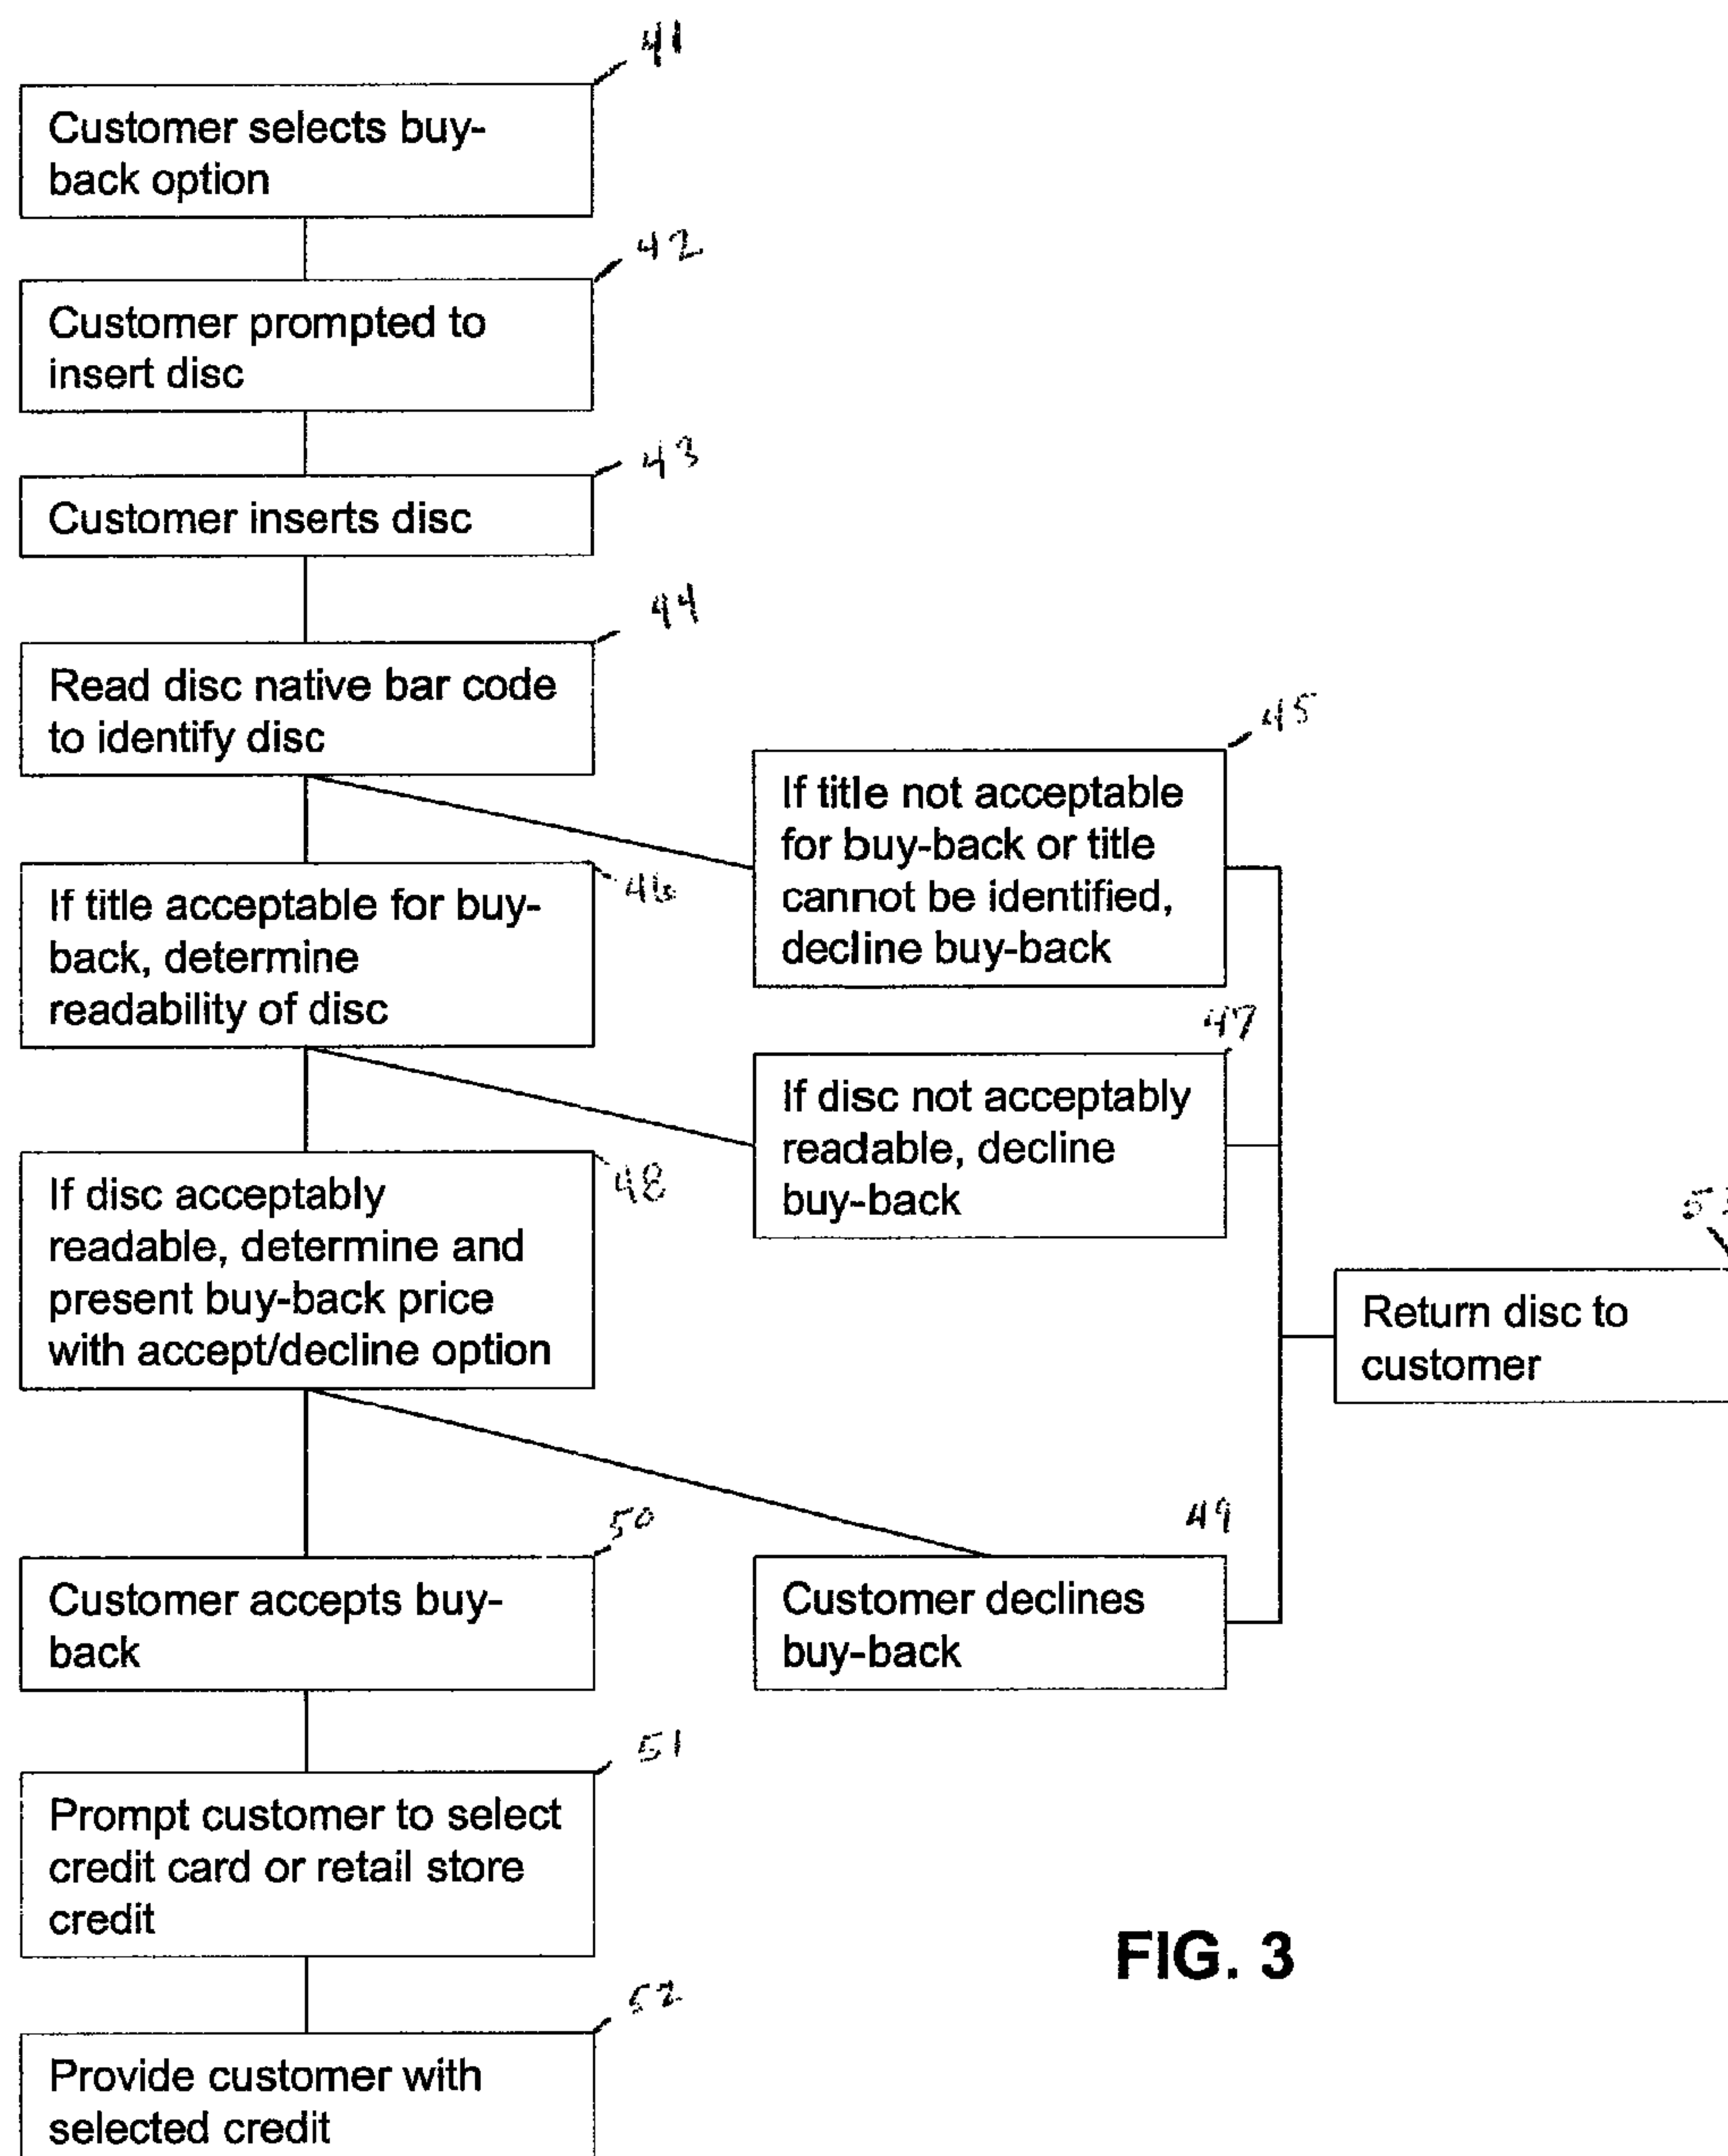 41
Customer selects buy-
back option
42
Customer prompted to
insert disc
43
Customer inserts disc
44
Read disc native bar code
to identify disc
45
If title not acceptable
for buy-back or title
cannot be identified,
decline buy-back
46
If title acceptable for buy-
back, determine
readability of disc
47
If disc not acceptably
readable, decline
buy-back
48
If disc acceptably
readable, determine and
present buy-back price
with accept/decline option
Return disc to
customer
49
Customer declines
buy-back
50
Customer accepts buy-
back
51
Prompt customer to select
credit card or retail store
credit
52
Provide customer with
selected credit
FIG. 3